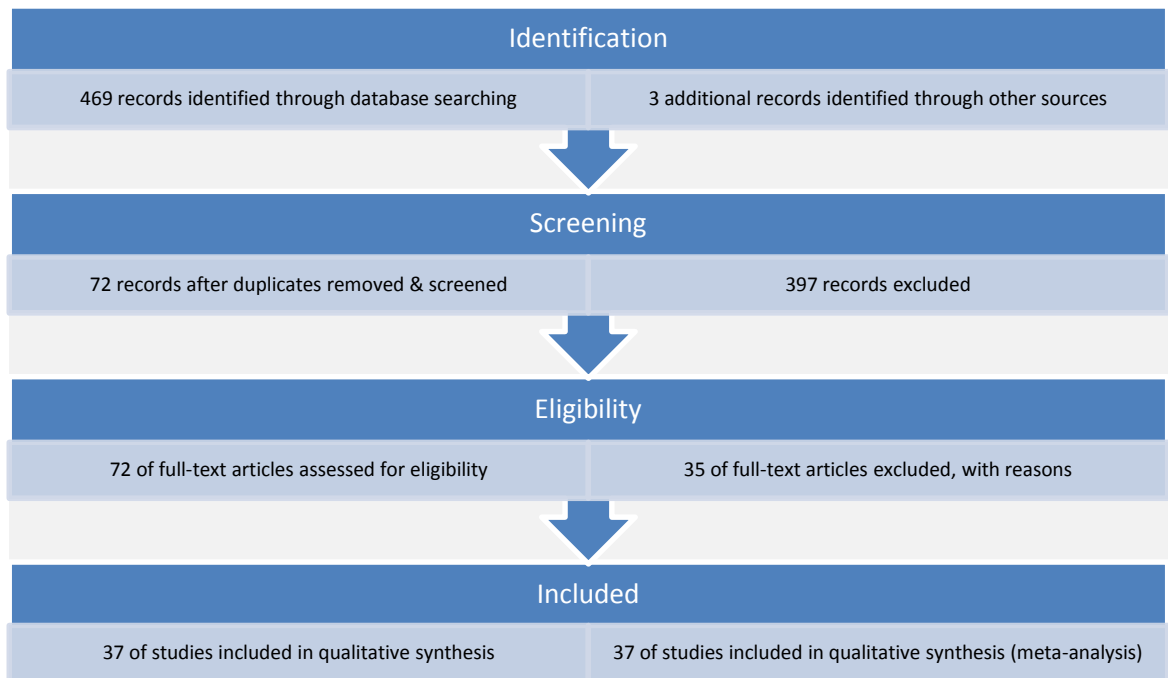 Identification
469 records identified through database searching
3 additional records identified through other sources
Screening
72 records after duplicates removed & screened
397 records excluded
Eligibility
72 of full-text articles assessed for eligibility
35 of full-text articles excluded, with reasons
Included
37 of studies included in qualitative synthesis
37 of studies included in qualitative synthesis (meta-analysis)